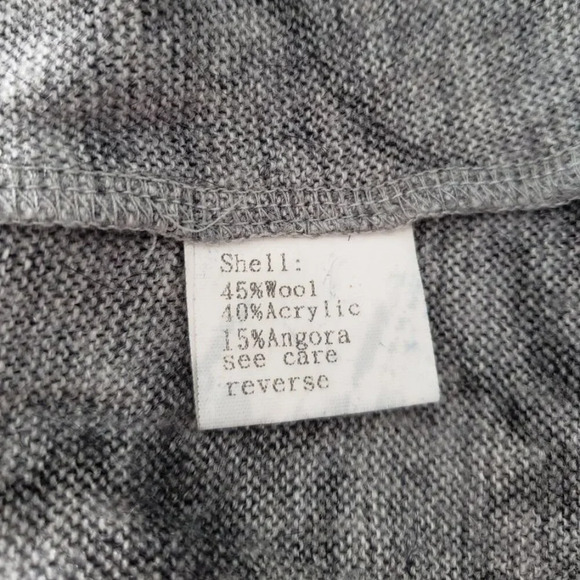 Shell:
45%Wool
40%Acrylic
15%Angora
see care
reverse